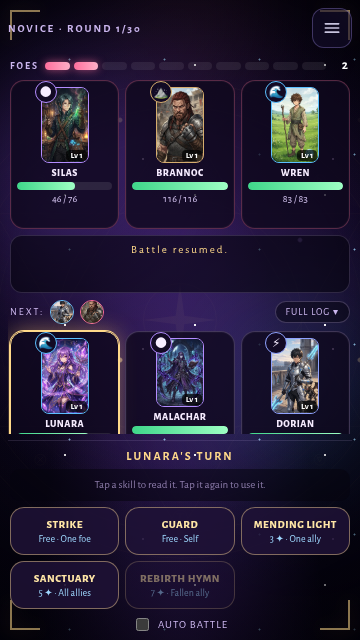 NOVICE · ROUND 1/30
FOES 2
Lv 1 Lv 1 Lv 1
SILAS BRANNOC WREN
46 / 76 116 / 116 83 / 83
Battle resumed.
NEXT: FULL LOG ▾
Lv 1 Lv 1 Lv 1
LUNARA MALACHAR DORIAN
LUNARA'S TURN
Tap a skill to read it. Tap it again to use it.
STRIKE GUARD MENDING LIGHT
Free · One foe Free · Self 3 ✦ · One ally
SANCTUARY REBIRTH HYMN
5 ✦ · All allies 7 ✦ · Fallen ally
AUTO BATTLE